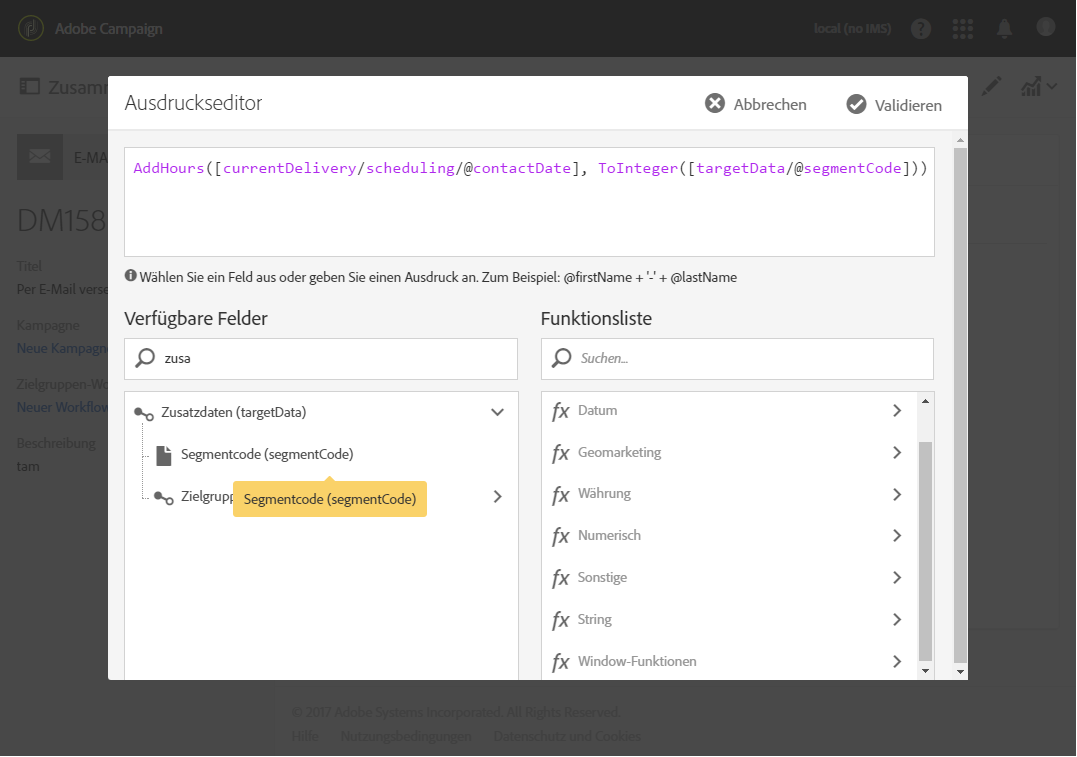 Adobe Campaign
local (no IMS)
Zusamm
Ausdruckseditor
Abbrechen
Validieren
E-MA
AddHours([currentDelivery/scheduling/@contactDate], ToInteger([targetData/@segmentCode]))
DM158
Wählen Sie ein Feld aus oder geben Sie einen Ausdruck an. Zum Beispiel: @firstName + '-' + @lastName
Titel
Per E-Mail verse
Kampagne
Neue Kampagne
Zielgruppen-Wo
Neuer Workflow
Beschreibung
tam
Verfügbare Felder
zusa
Zusatzdaten (targetData)
Segmentcode (segmentCode)
Zielgrupp
Segmentcode (segmentCode)
Funktionsliste
Suchen...
fx Datum
fx Geomarketing
fx Währung
fx Numerisch
fx Sonstige
fx String
fx Window-Funktionen
© 2017 Adobe Systems Incorporated. All Rights Reserved.
Hilfe Nutzungsbedingungen Datenschutz und Cookies